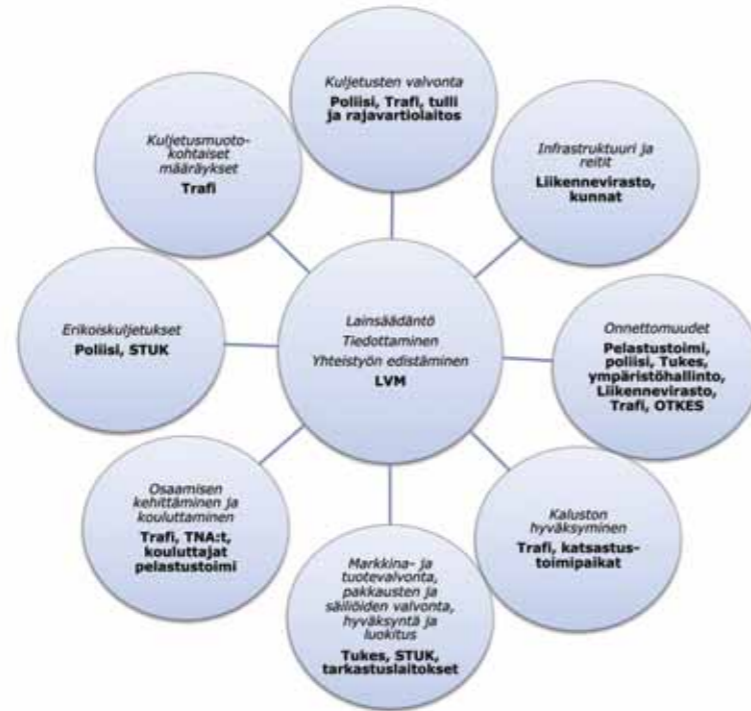 Kuljetusten valvonta
Poliisi, Trafi, tulli
ja rajavartiolaitos
Kuljetusmuoto-
kohtaiset
määräykset
Trafi
Infrastruktuuri ja
reitit
Liikennevirasto,
kunnat
Erikoiskuljetukset
Poliisi, STUK
Lainsäädäntö
Tiedottaminen
Yhteistyön edistäminen
LVM
Onnettomuudet
Pelastustoimi,
poliisi, Tukes,
ympäristöhallinto,
Liikennevirasto,
Trafi, OTKES
Osaamisen
kehittäminen ja
kouluttaminen
Trafi, TNA:t,
kouluttajat
pelastustoimi
Kaluston
hyväksyminen
Trafi, katsastus-
toimipaikat
Markkina- ja
tuotevalvonta,
pakkausten ja
säiliöiden valvonta,
hyväksyntä ja
luokitus
Tukes, STUK,
tarkastuslaitokset